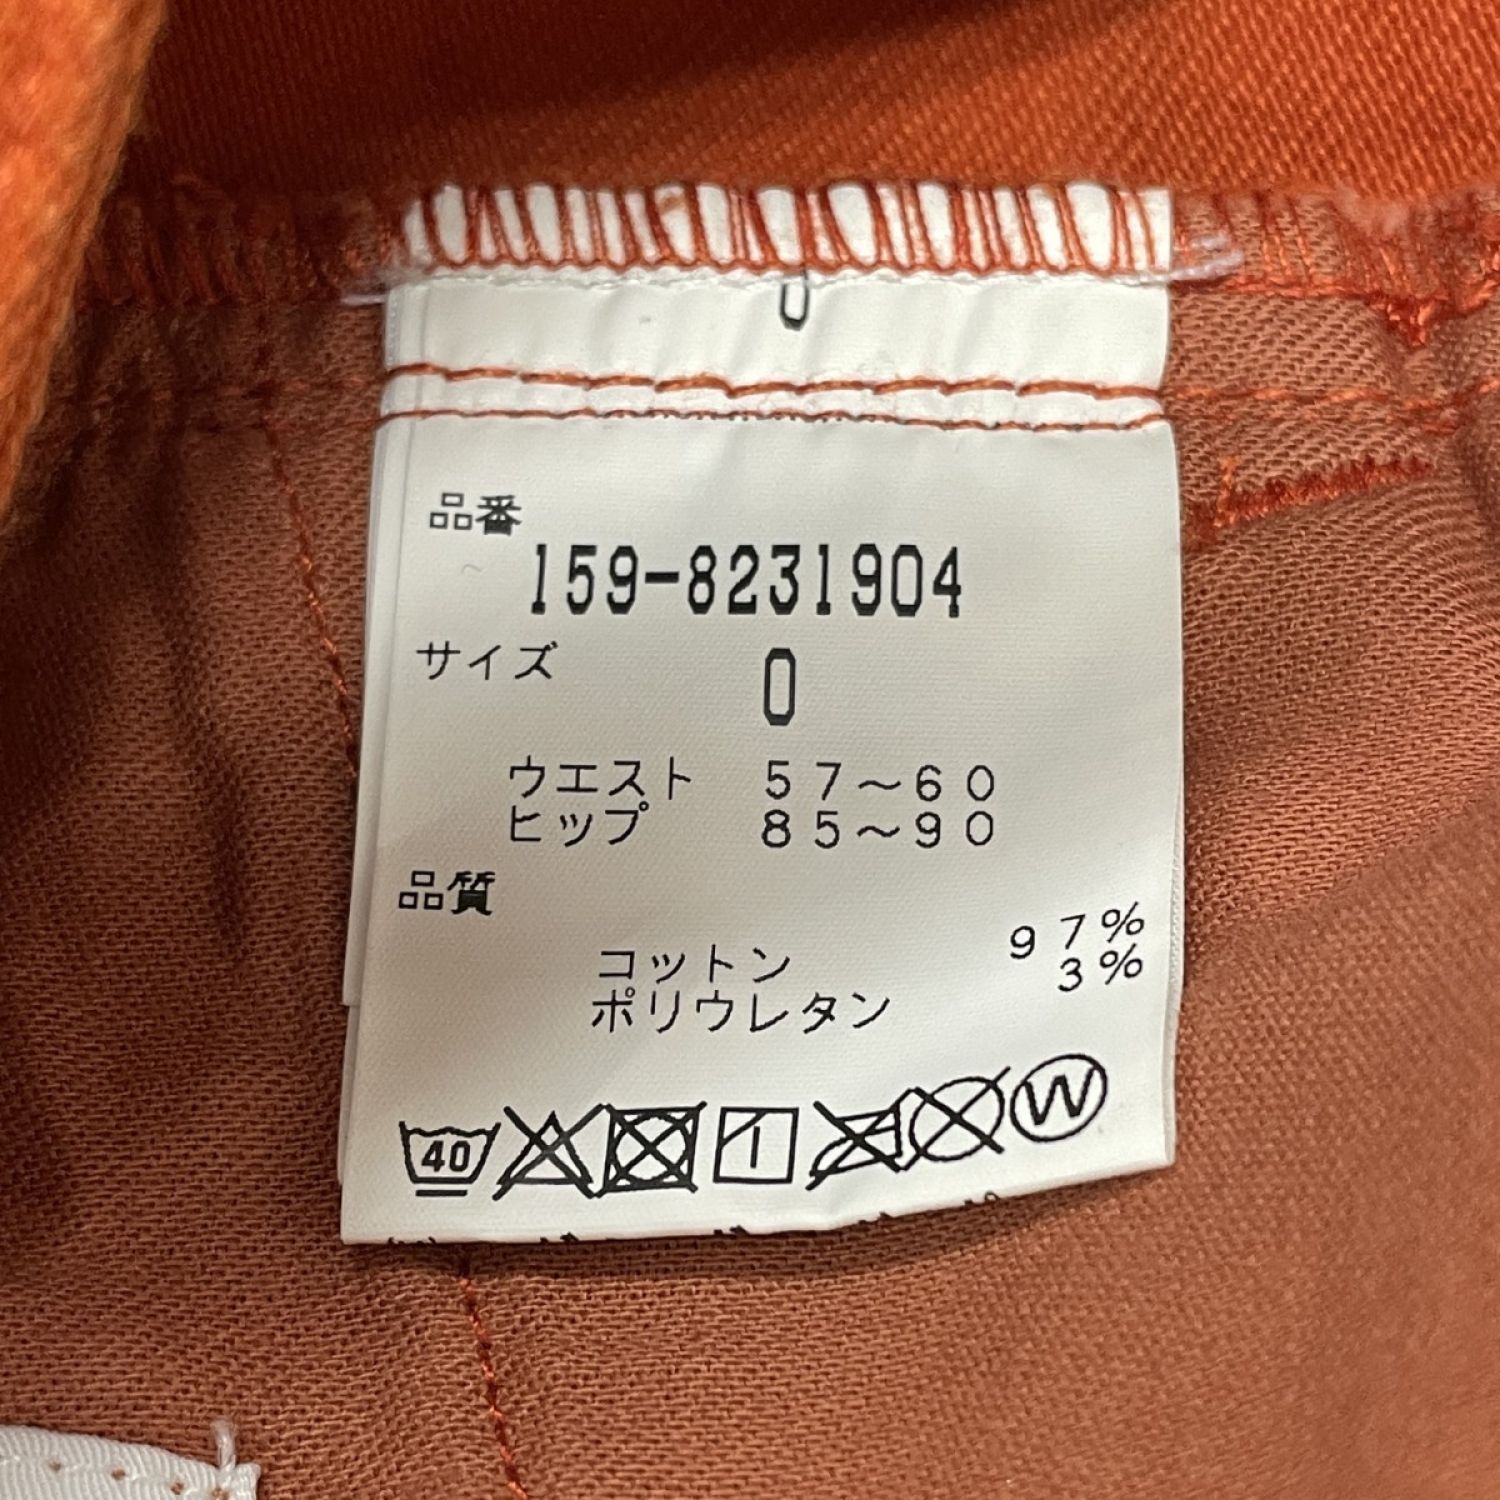 0
品番
159-8231904
サイズ 0
ウエスト 57～60
ヒップ 85～90
品質
コットン 97%
ポリウレタン 3%
40
W